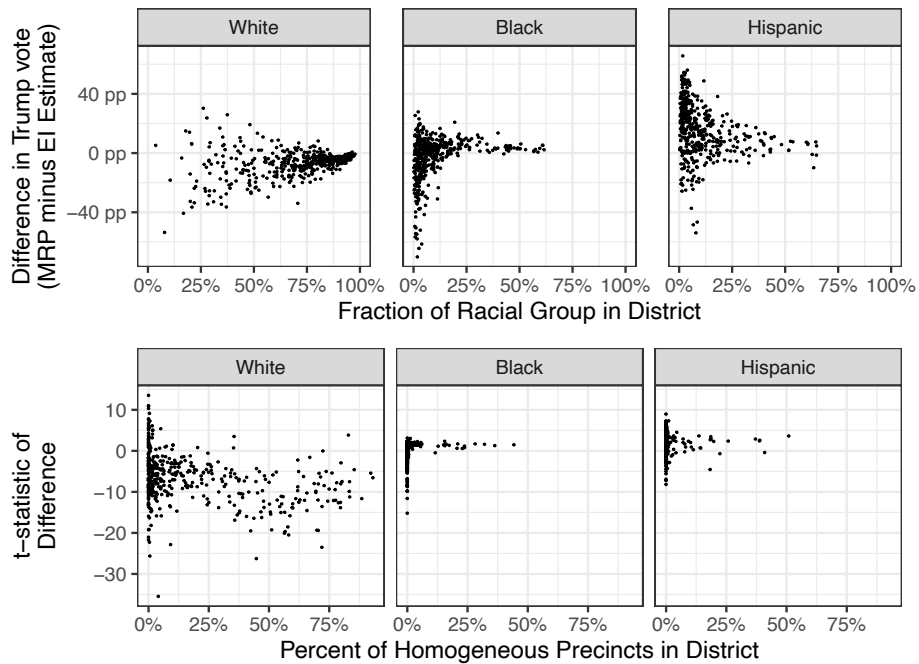 White Black Hispanic
Difference in Trump vote
(MRP minus EI Estimate)
40 pp
0 pp
−40 pp
0% 25% 50% 75% 100% 0% 25% 50% 75% 100% 0% 25% 50% 75% 100%
Fraction of Racial Group in District
White Black Hispanic
t−statistic of
Difference
10
0
−10
−20
−30
0% 25% 50% 75% 0% 25% 50% 75% 0% 25% 50% 75%
Percent of Homogeneous Precincts in District